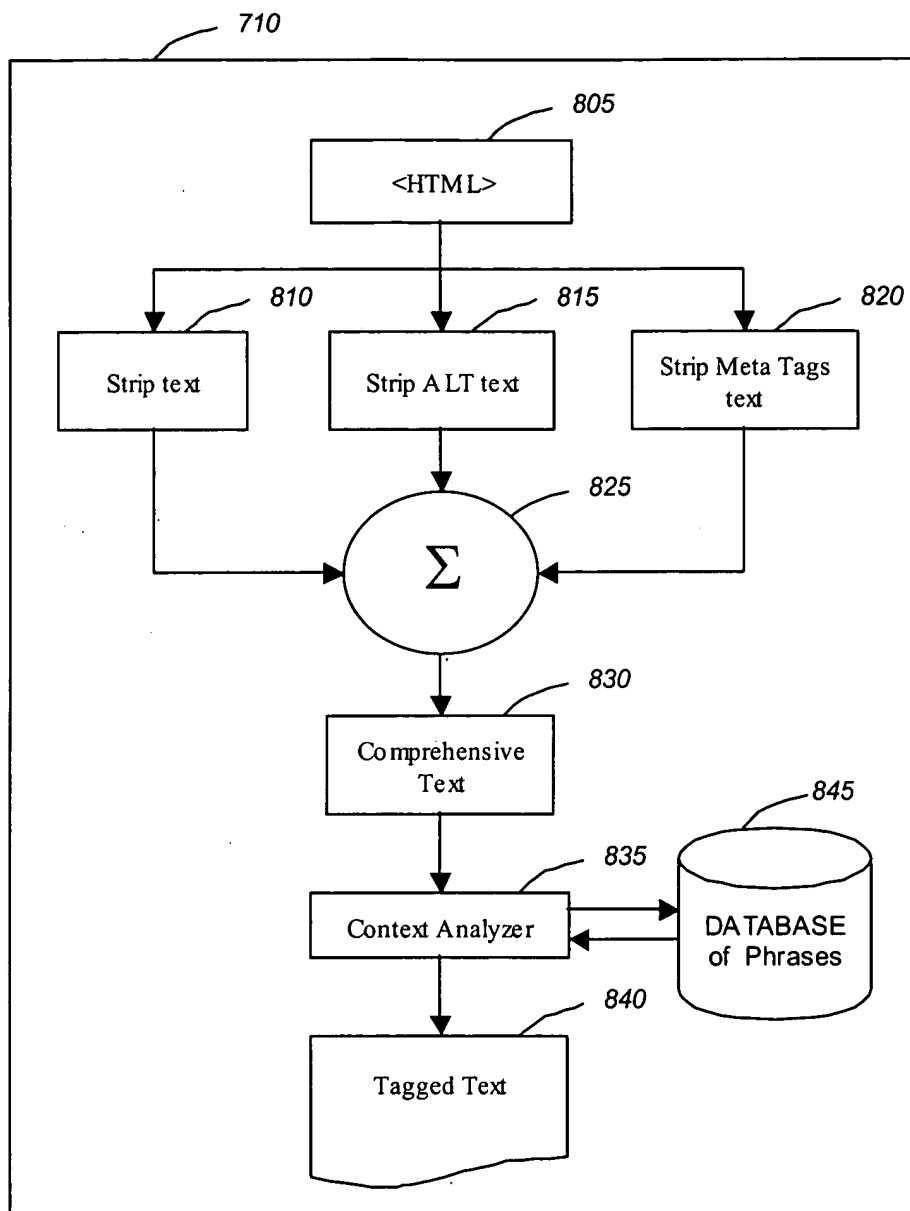 710
805
<HTML>
810
815
820
Strip text
Strip ALT text
Strip Meta Tags
text
825
Σ
830
Comprehensive
Text
835
845
Context Analyzer
DATABASE
of Phrases
840
Tagged Text